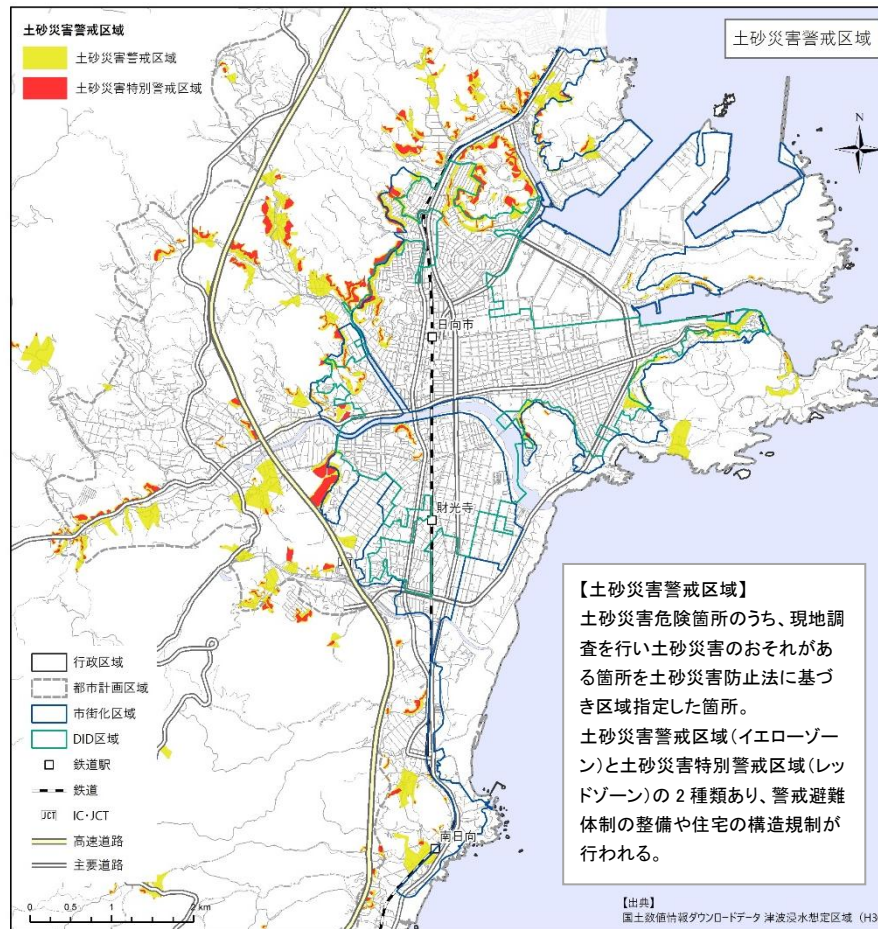 土砂災害警戒区域
土砂災害警戒区域
土砂災害特別警戒区域
土砂災害警戒区域
N
日向市
財光寺
南日向
行政区域
都市計画区域
市街化区域
DID区域
鉄道駅
鉄道
JCT IC・JCT
高速道路
主要道路
0 0.5 1 2 km
【土砂災害警戒区域】
土砂災害危険箇所のうち、現地調
査を行い土砂災害のおそれがあ
る箇所を土砂災害防止法に基づ
き区域指定した箇所。
土砂災害警戒区域(イエローゾー
ン)と土砂災害特別警戒区域(レッ
ドゾーン)の 2 種類あり、警戒避難
体制の整備や住宅の構造規制が
行われる。
【出典】
国土数値情報ダウンロードデータ 津波浸水想定区域 (H3